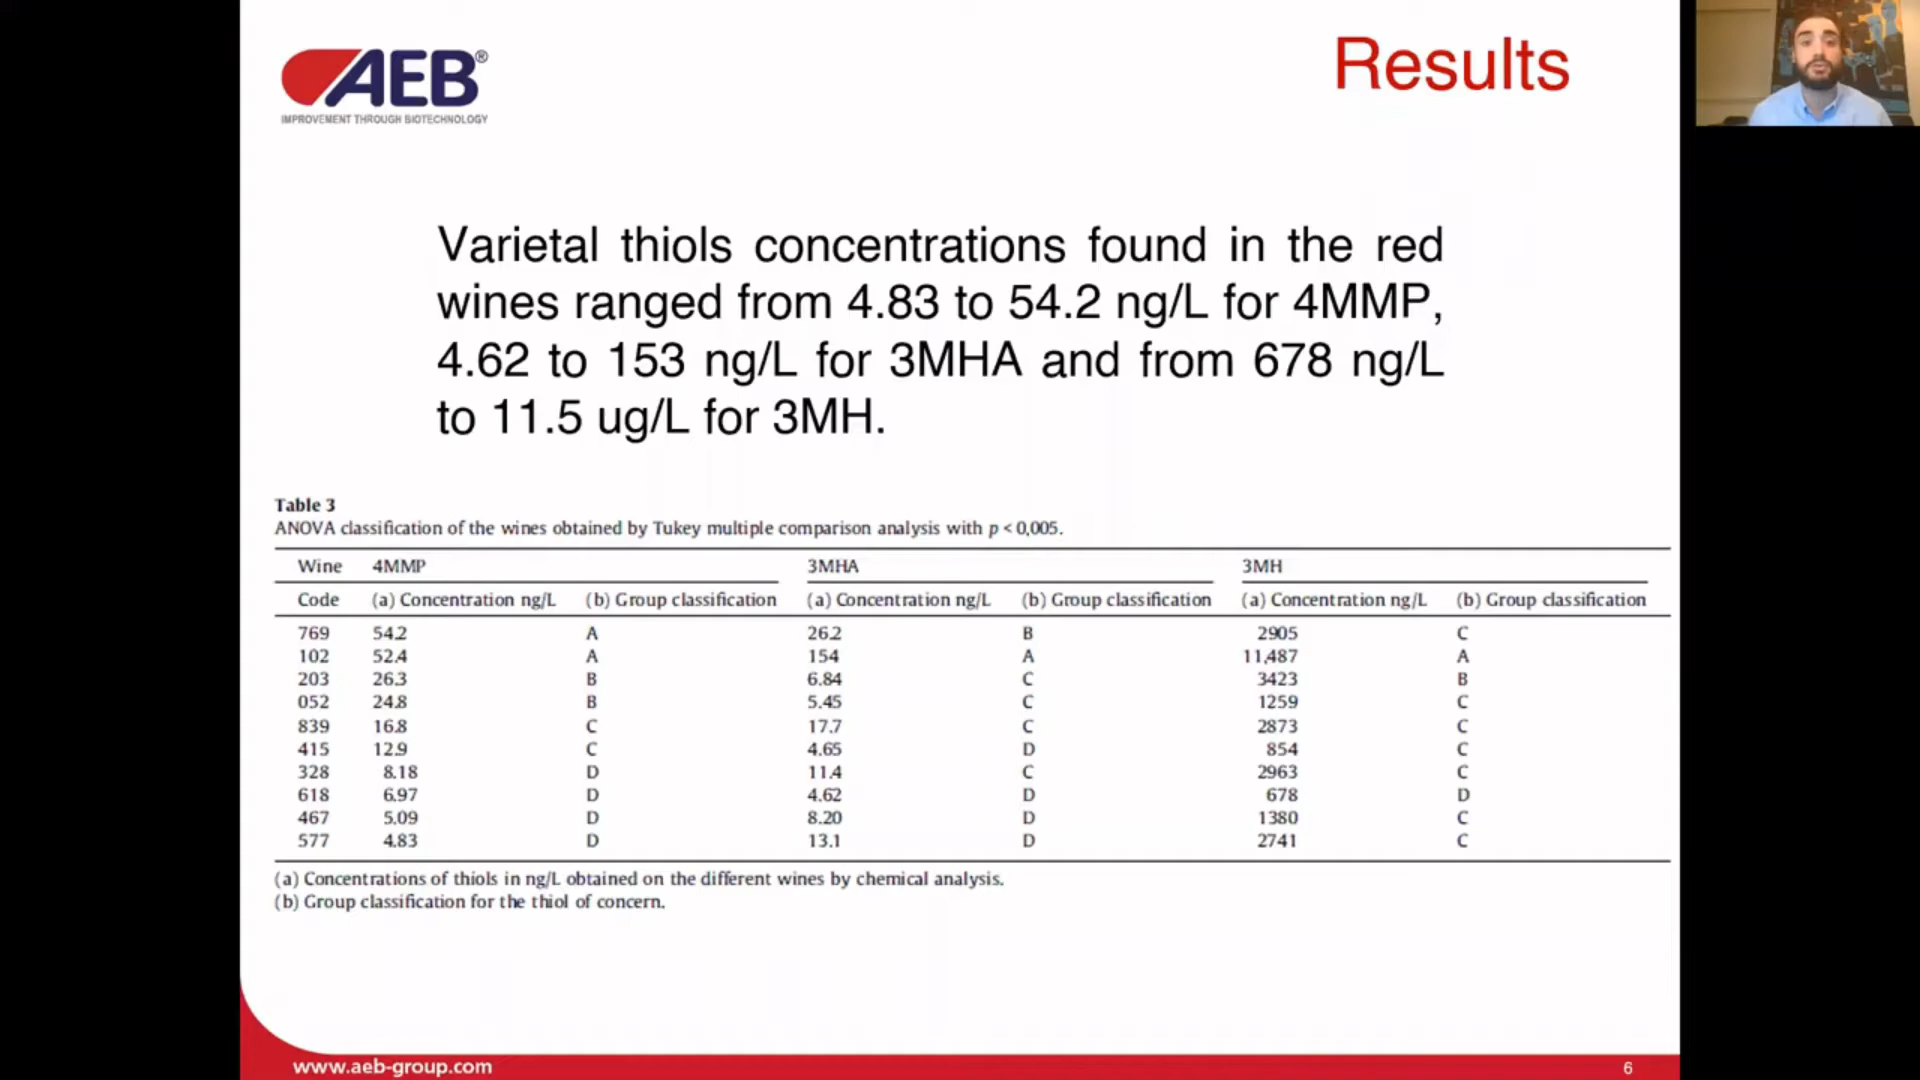 AEB®
IMPROVEMENT THROUGH BIOTECHNOLOGY
Results
Varietal thiols concentrations found in the red
wines ranged from 4.83 to 54.2 ng/L for 4MMP,
4.62 to 153 ng/L for 3MHA and from 678 ng/L
to 11.5 ug/L for 3MH.
Table 3
ANOVA classification of the wines obtained by Tukey multiple comparison analysis with p < 0,005.
Wine 4MMP 3MHA 3MH
Code (a) Concentration ng/L (b) Group classification (a) Concentration ng/L (b) Group classification (a) Concentration ng/L (b) Group classification
769 54.2 A 26.2 B 2905 C
102 52.4 A 154 A 11,487 A
203 26.3 B 6.84 C 3423 B
052 24.8 B 5.45 C 1259 C
839 16.8 C 17.7 C 2873 C
415 12.9 C 4.65 D 854 C
328 8.18 D 11.4 C 2963 C
618 6.97 D 4.62 D 678 D
467 5.09 D 8.20 D 1380 C
577 4.83 D 13.1 D 2741 C
(a) Concentrations of thiols in ng/L obtained on the different wines by chemical analysis.
(b) Group classification for the thiol of concern.
www.aeb-group.com 6